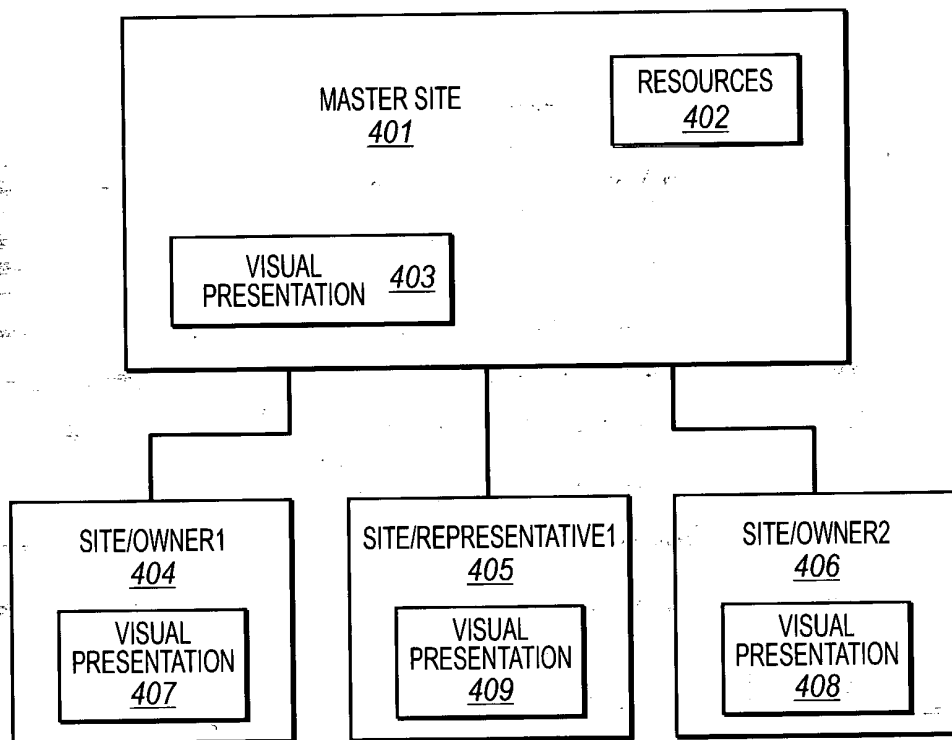 MASTER SITE
401
RESOURCES
402
VISUAL
PRESENTATION 403
SITE/OWNER1
404
VISUAL
PRESENTATION
407
SITE/REPRESENTATIVE1
405
VISUAL
PRESENTATION
409
SITE/OWNER2
406
VISUAL
PRESENTATION
408